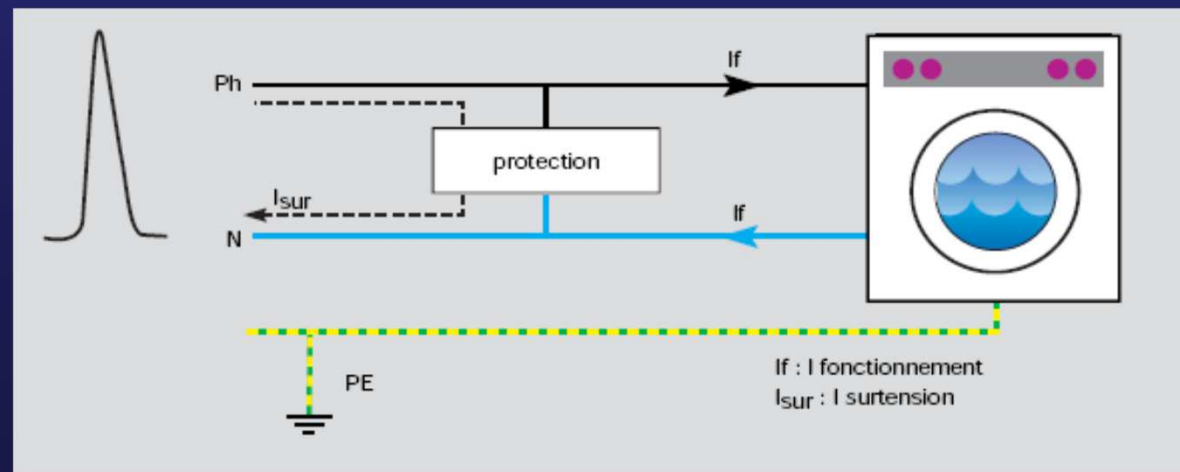 Ph
If
protection
Isur
N
If
PE
If : I fonctionnement
Isur : I surtension